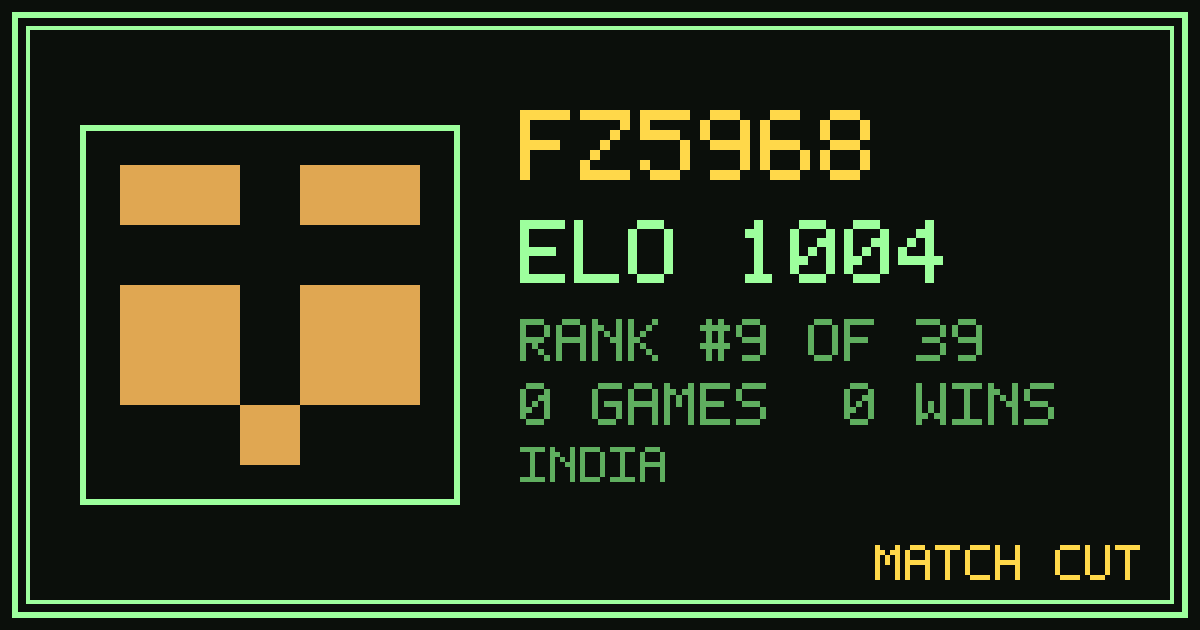 FZ5968
ELO 1004
RANK #9 OF 39
0 GAMES  0 WINS
INDIA
MATCH CUT